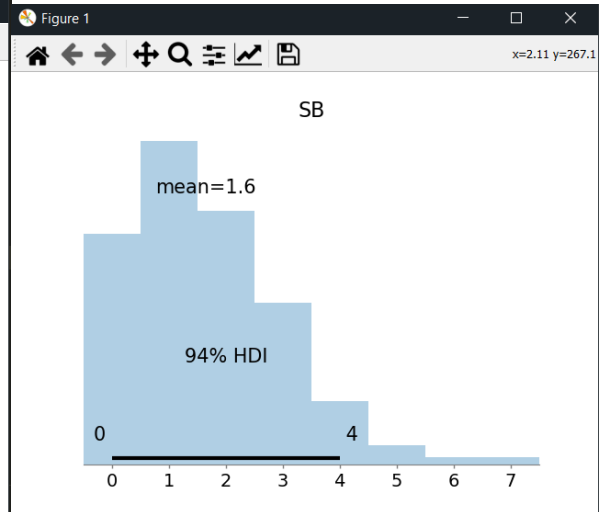 Figure 1
x=2.11 y=267.1
SB
mean=1.6
94% HDI
0 4
0 1 2 3 4 5 6 7